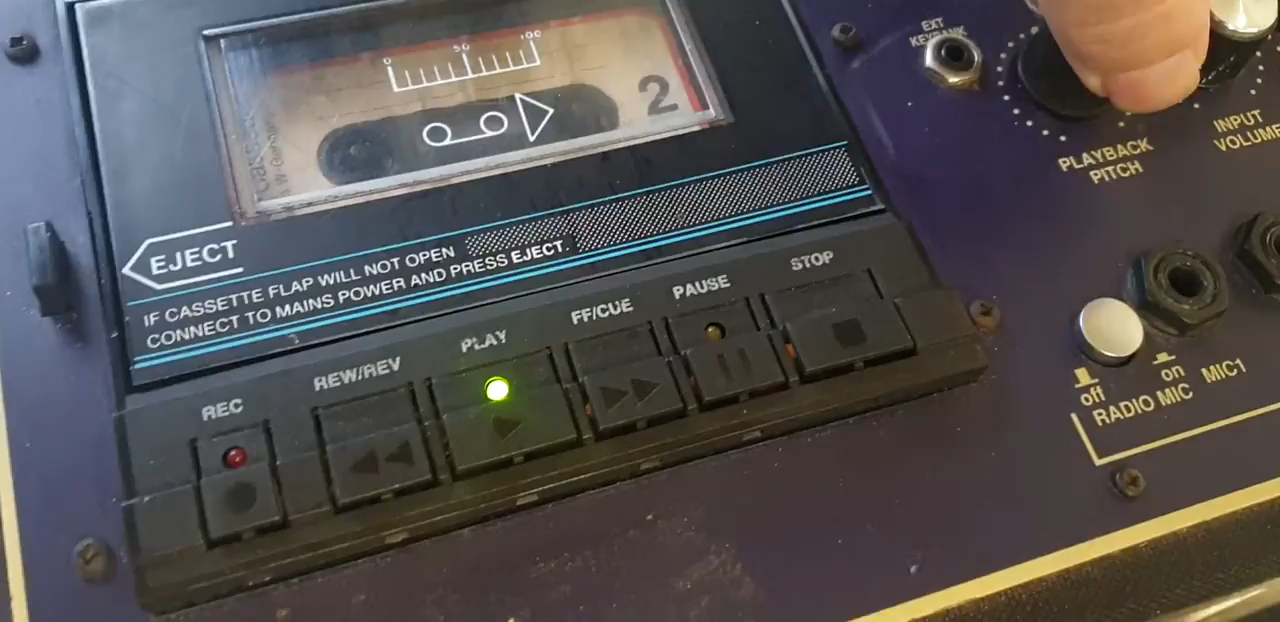 0 50 100
2
EXT
KEYBANK
PLAYBACK
PITCH
INPUT
VOLUME
EJECT
IF CASSETTE FLAP WILL NOT OPEN
CONNECT TO MAINS POWER AND PRESS EJECT.
REC
REW/REV
PLAY
FF/CUE
PAUSE
STOP
off
on
RADIO MIC
MIC1